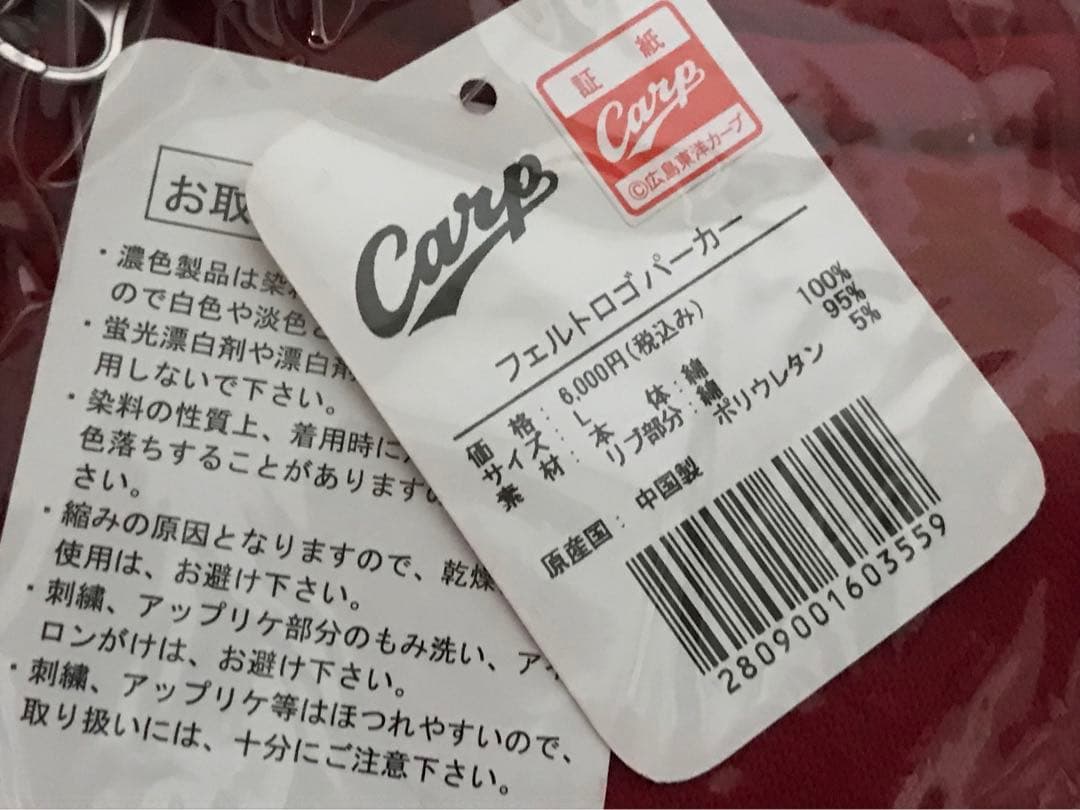 証紙
Carp
©広島東洋カープ
Carp
フェルトロゴパーカー
価格：6,000円(税込み)
サイズ：L
素材：本体：綿 100%
リブ部分：綿 95%
ポリウレタン 5%
原産国：中国製
2809001603559
お取
・濃色製品は染
ので白色や淡色
・蛍光漂白剤や漂白
用しないで下さい。
・染料の性質上、着用時に
色落ちすることがあります
さい。
・縮みの原因となりますので、乾燥
使用は、お避け下さい。
・刺繍、アップリケ部分のもみ洗い、ア
ロンがけは、お避け下さい。
・刺繍、アップリケ等はほつれやすいので、
取り扱いには、十分にご注意下さい。